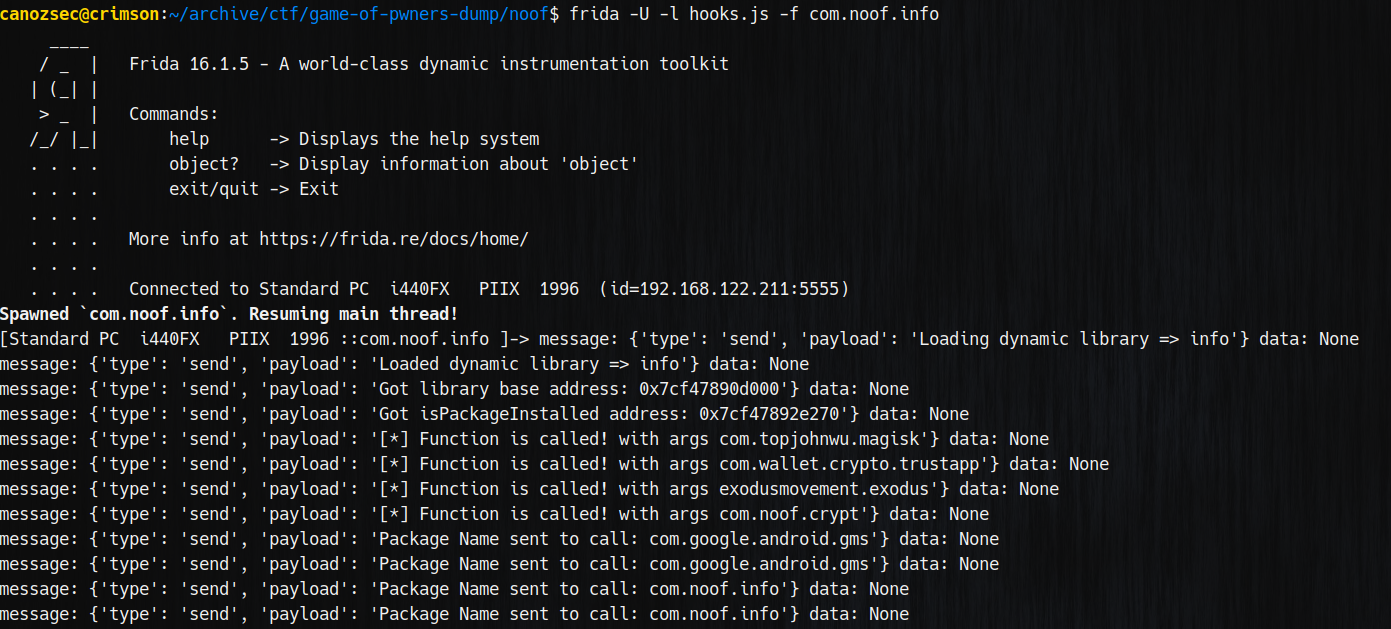 canozsec@crimson:~/archive/ctf/game-of-pwners-dump/noof$ frida -U -l hooks.js -f com.noof.info
     ____
    / _  |   Frida 16.1.5 - A world-class dynamic instrumentation toolkit
   | (_| |
    > _  |   Commands:
   /_/ |_|       help      -> Displays the help system
   . . . .       object?   -> Display information about 'object'
   . . . .       exit/quit -> Exit
   . . . .
   . . . .   More info at https://frida.re/docs/home/
   . . . .
   . . . .   Connected to Standard PC  i440FX   PIIX  1996  (id=192.168.122.211:5555)
Spawned `com.noof.info`. Resuming main thread!
[Standard PC  i440FX   PIIX  1996 ::com.noof.info ]-> message: {'type': 'send', 'payload': 'Loading dynamic library => info'} data: None
message: {'type': 'send', 'payload': 'Loaded dynamic library => info'} data: None
message: {'type': 'send', 'payload': 'Got library base address: 0x7cf47890d000'} data: None
message: {'type': 'send', 'payload': 'Got isPackageInstalled address: 0x7cf47892e270'} data: None
message: {'type': 'send', 'payload': '[*] Function is called! with args com.topjohnwu.magisk'} data: None
message: {'type': 'send', 'payload': '[*] Function is called! with args com.wallet.crypto.trustapp'} data: None
message: {'type': 'send', 'payload': '[*] Function is called! with args exodusmovement.exodus'} data: None
message: {'type': 'send', 'payload': '[*] Function is called! with args com.noof.crypt'} data: None
message: {'type': 'send', 'payload': 'Package Name sent to call: com.google.android.gms'} data: None
message: {'type': 'send', 'payload': 'Package Name sent to call: com.google.android.gms'} data: None
message: {'type': 'send', 'payload': 'Package Name sent to call: com.noof.info'} data: None
message: {'type': 'send', 'payload': 'Package Name sent to call: com.noof.info'} data: None